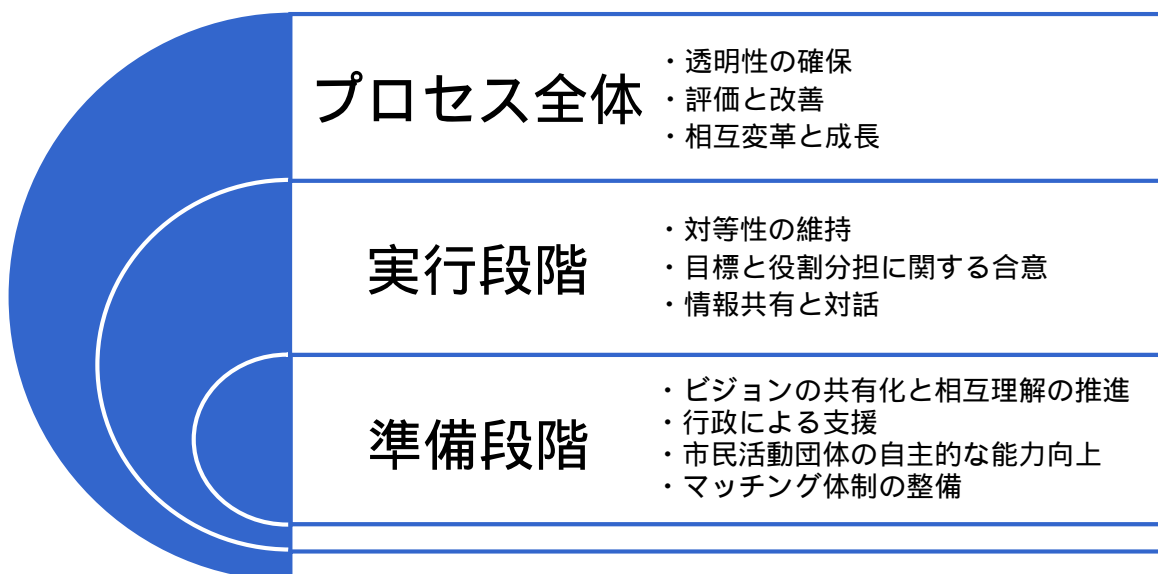 プロセス全体
・透明性の確保
・評価と改善
・相互変革と成長
実行段階
・対等性の維持
・目標と役割分担に関する合意
・情報共有と対話
準備段階
・ビジョンの共有化と相互理解の推進
・行政による支援
・市民活動団体の自主的な能力向上
・マッチング体制の整備